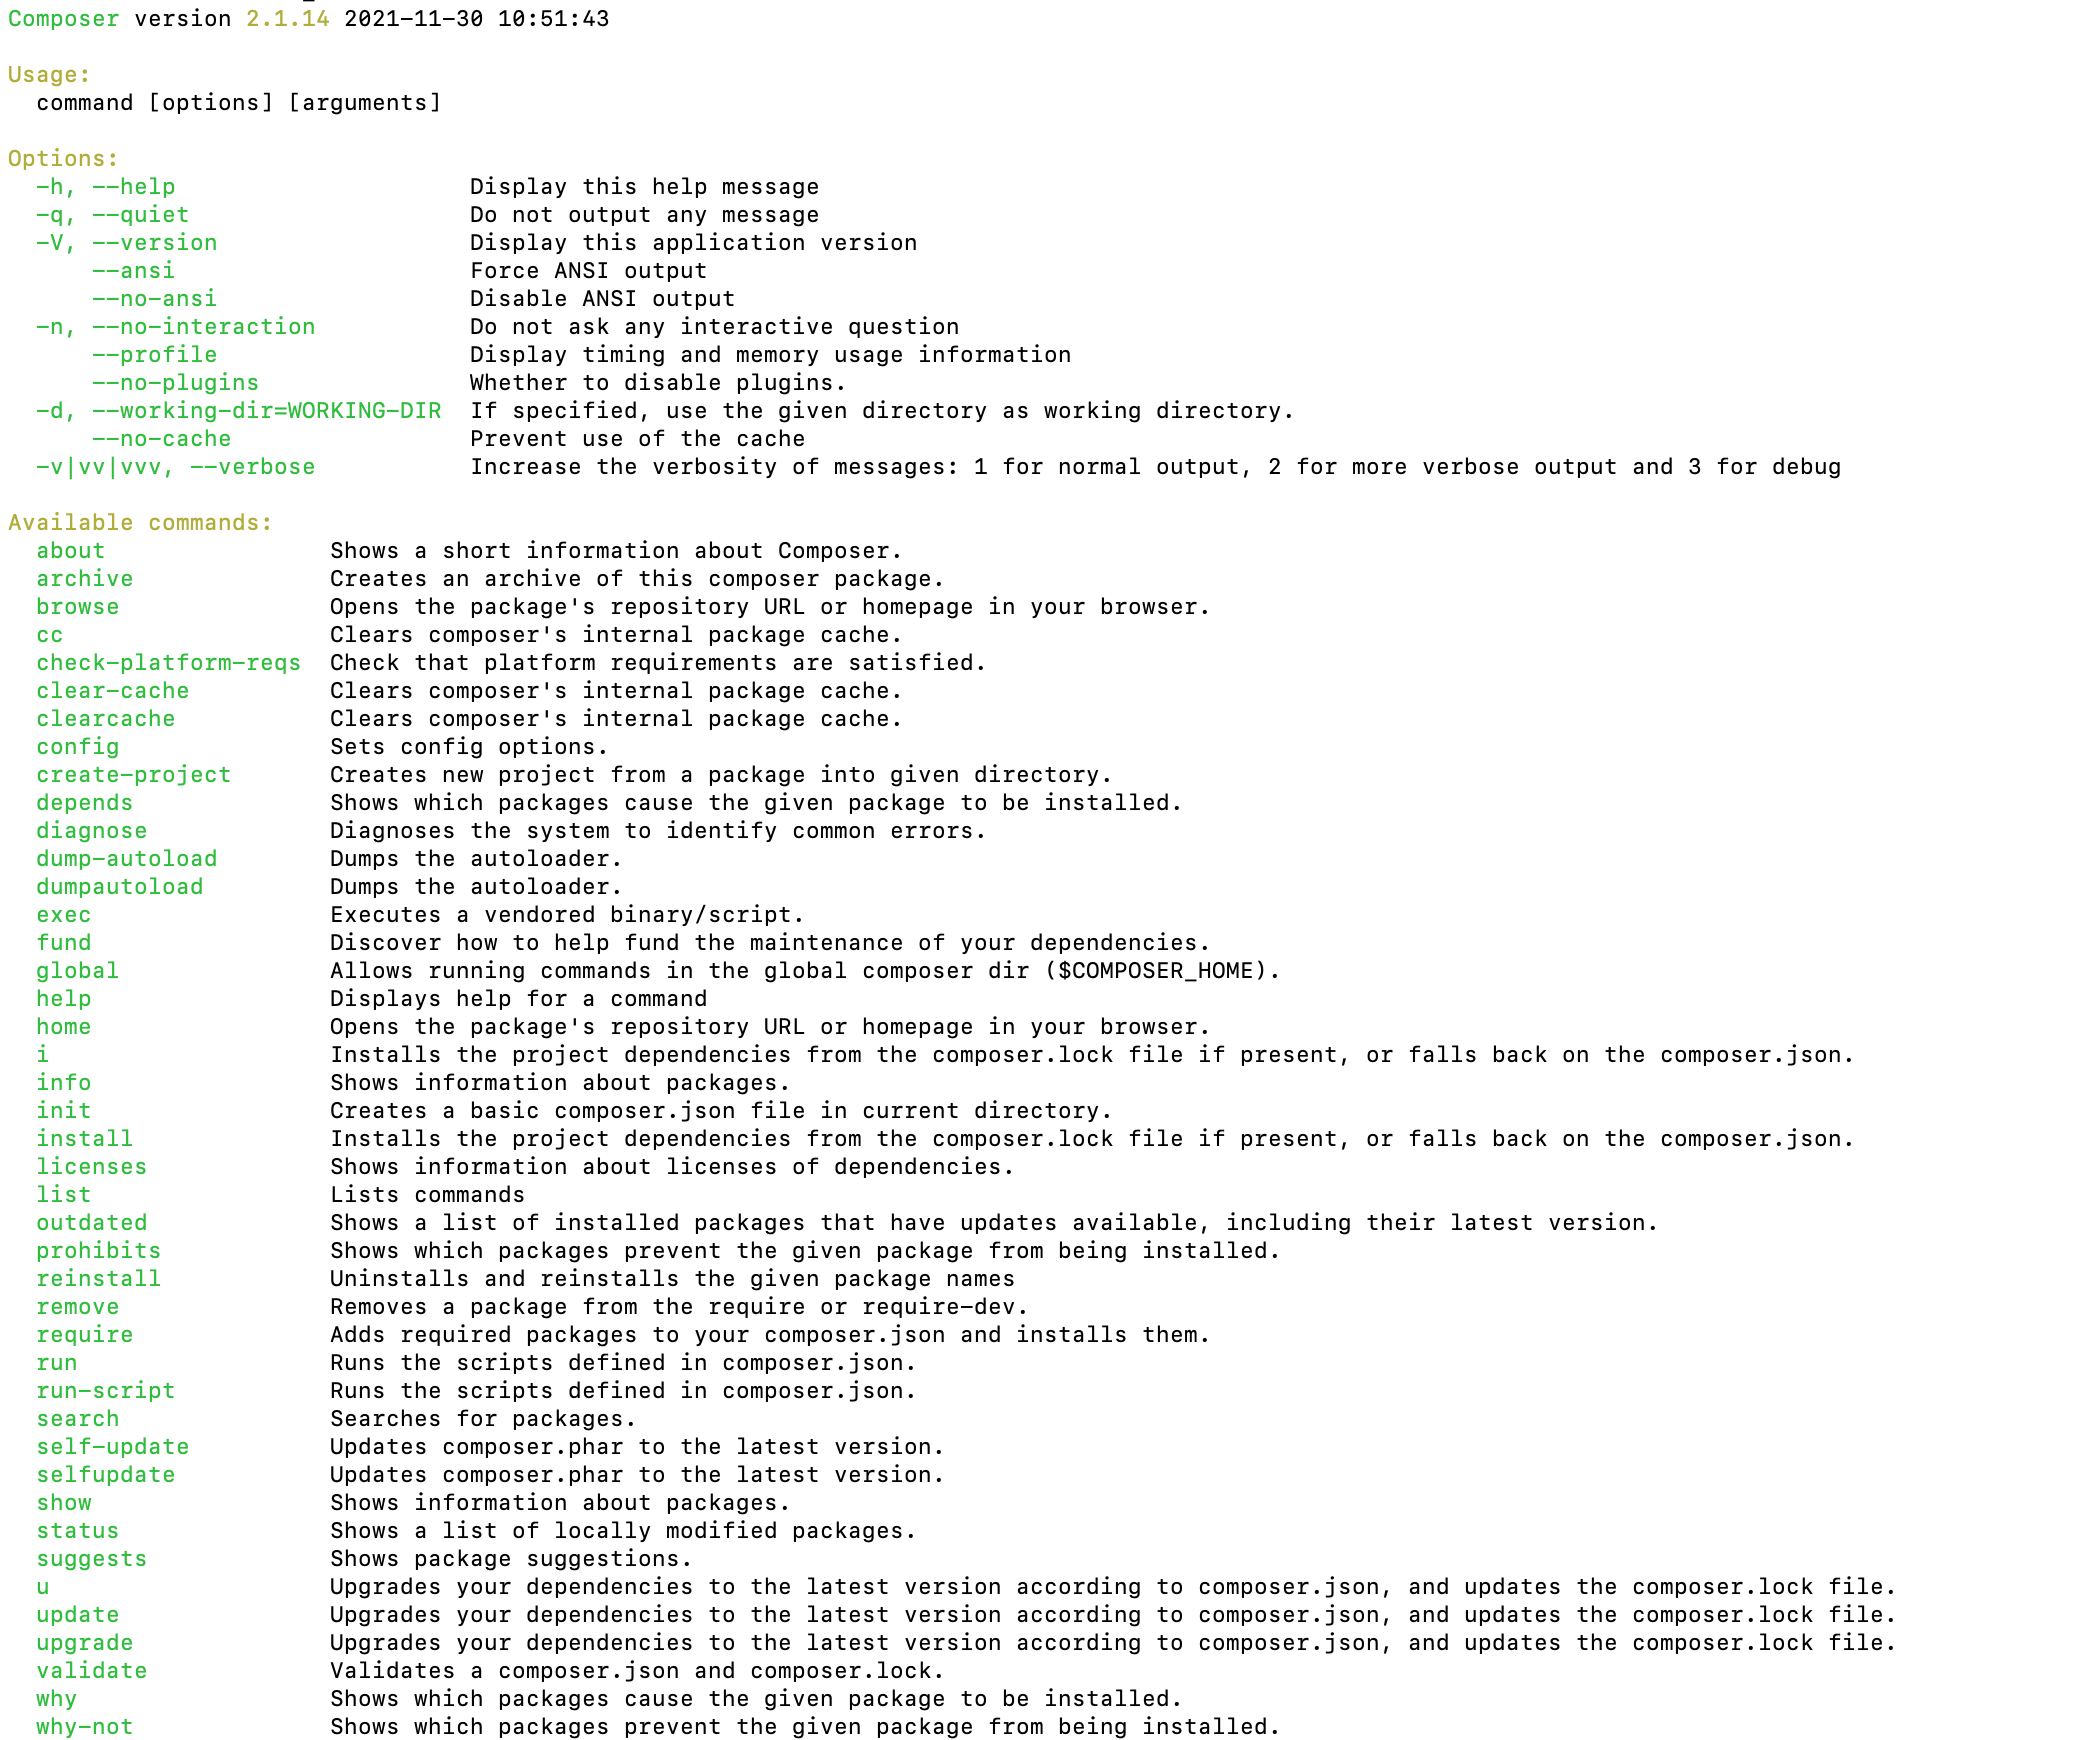 Composer version 2.1.14 2021-11-30 10:51:43

Usage:
  command [options] [arguments]

Options:
  -h, --help                     Display this help message
  -q, --quiet                    Do not output any message
  -V, --version                  Display this application version
      --ansi                     Force ANSI output
      --no-ansi                  Disable ANSI output
  -n, --no-interaction           Do not ask any interactive question
      --profile                  Display timing and memory usage information
      --no-plugins               Whether to disable plugins.
  -d, --working-dir=WORKING-DIR  If specified, use the given directory as working directory.
      --no-cache                 Prevent use of the cache
  -v|vv|vvv, --verbose           Increase the verbosity of messages: 1 for normal output, 2 for more verbose output and 3 for debug

Available commands:
  about                Shows a short information about Composer.
  archive              Creates an archive of this composer package.
  browse               Opens the package's repository URL or homepage in your browser.
  cc                   Clears composer's internal package cache.
  check-platform-reqs  Check that platform requirements are satisfied.
  clear-cache          Clears composer's internal package cache.
  clearcache           Clears composer's internal package cache.
  config               Sets config options.
  create-project       Creates new project from a package into given directory.
  depends              Shows which packages cause the given package to be installed.
  diagnose             Diagnoses the system to identify common errors.
  dump-autoload        Dumps the autoloader.
  dumpautoload         Dumps the autoloader.
  exec                 Executes a vendored binary/script.
  fund                 Discover how to help fund the maintenance of your dependencies.
  global               Allows running commands in the global composer dir ($COMPOSER_HOME).
  help                 Displays help for a command
  home                 Opens the package's repository URL or homepage in your browser.
  i                    Installs the project dependencies from the composer.lock file if present, or falls back on the composer.json.
  info                 Shows information about packages.
  init                 Creates a basic composer.json file in current directory.
  install              Installs the project dependencies from the composer.lock file if present, or falls back on the composer.json.
  licenses             Shows information about licenses of dependencies.
  list                 Lists commands
  outdated             Shows a list of installed packages that have updates available, including their latest version.
  prohibits            Shows which packages prevent the given package from being installed.
  reinstall            Uninstalls and reinstalls the given package names
  remove               Removes a package from the require or require-dev.
  require              Adds required packages to your composer.json and installs them.
  run                  Runs the scripts defined in composer.json.
  run-script           Runs the scripts defined in composer.json.
  search               Searches for packages.
  self-update          Updates composer.phar to the latest version.
  selfupdate           Updates composer.phar to the latest version.
  show                 Shows information about packages.
  status               Shows a list of locally modified packages.
  suggests             Shows package suggestions.
  u                    Upgrades your dependencies to the latest version according to composer.json, and updates the composer.lock file.
  update               Upgrades your dependencies to the latest version according to composer.json, and updates the composer.lock file.
  upgrade              Upgrades your dependencies to the latest version according to composer.json, and updates the composer.lock file.
  validate             Validates a composer.json and composer.lock.
  why                  Shows which packages cause the given package to be installed.
  why-not              Shows which packages prevent the given package from being installed.